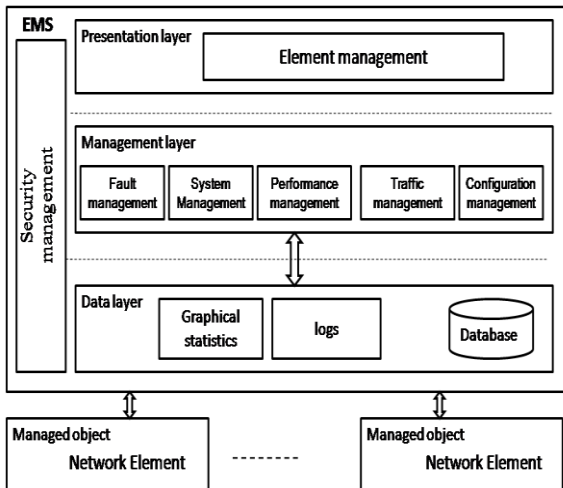 EMS
Security
management
Presentation layer
Element management
Management layer
Fault
management
System
Management
Performance
management
Traffic
management
Configuration
management
Data layer
Graphical
statistics
logs
Database
Managed object
Network Element
Managed object
Network Element